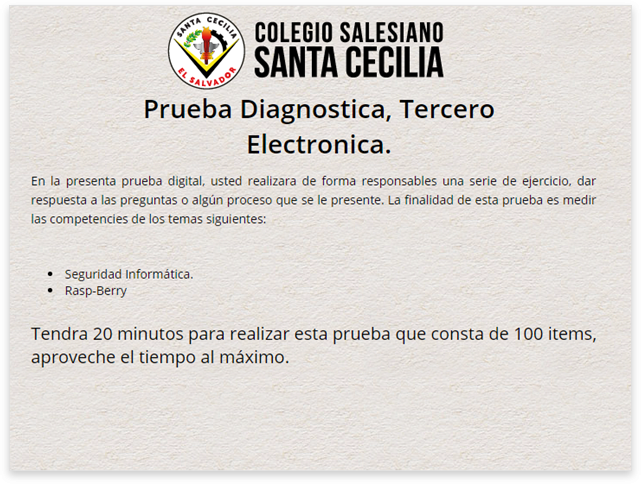 SANTA CECILIA
EL SALVADOR
COLEGIO SALESIANO
SANTA CECILIA
Prueba Diagnostica, Tercero
Electronica.
En la presenta prueba digital, usted realizara de forma responsables una serie de ejercicio, dar
respuesta a las preguntas o algún proceso que se le presente. La finalidad de esta prueba es medir
las competencies de los temas siguientes:
• Seguridad Informática.
• Rasp-Berry
Tendra 20 minutos para realizar esta prueba que consta de 100 items,
aproveche el tiempo al máximo.